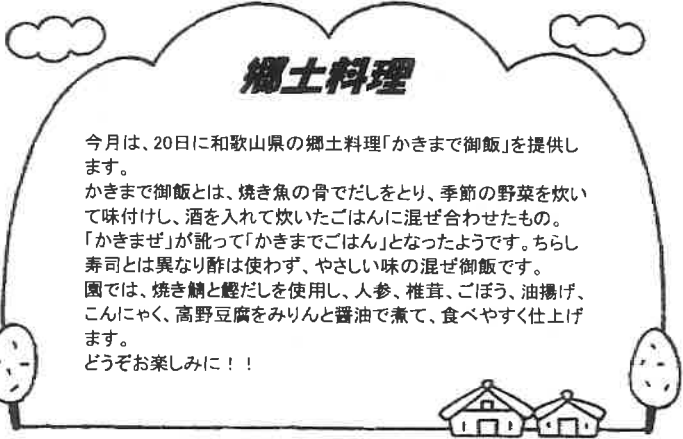 郷土料理
今月は、20日に和歌山県の郷土料理「かきまで御飯」を提供し
ます。
かきまで御飯とは、焼き魚の骨でだしをとり、季節の野菜を炊い
て味付けし、酒を入れて炊いたごはんに混ぜ合わせたもの。
「かきまぜ」が訛って「かきまでごはん」となったようです。ちらし
寿司とは異なり酢は使わず、やさしい味の混ぜ御飯です。
園では、焼き鯖と鰹だしを使用し、人参、椎茸、ごぼう、油揚げ、
こんにゃく、高野豆腐をみりんと醤油で煮て、食べやすく仕上げ
ます。
どうぞお楽しみに！！